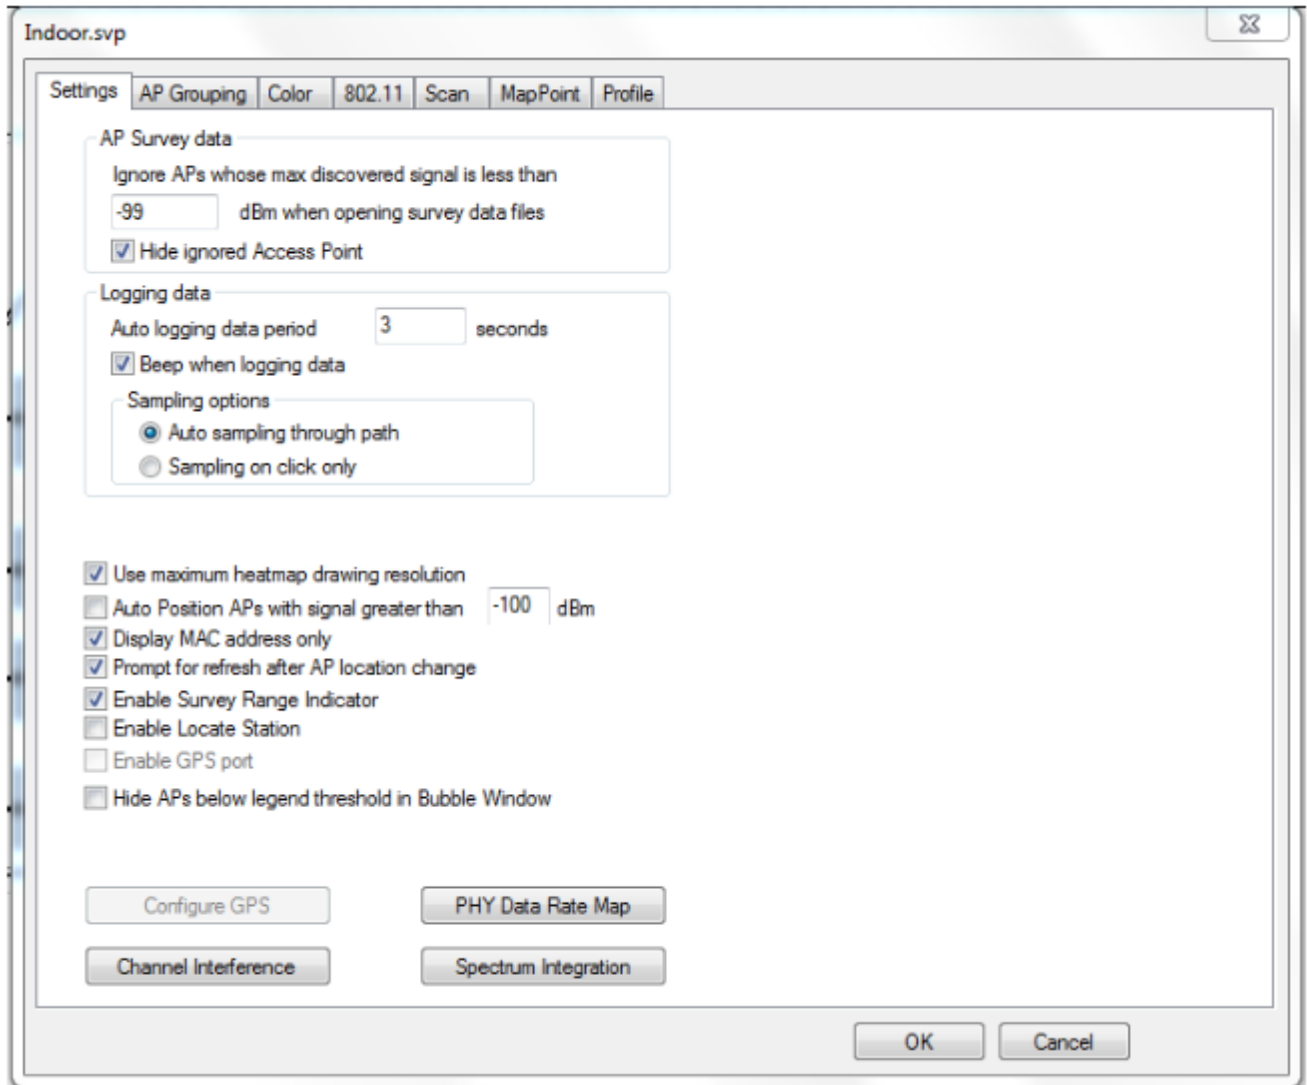 Indoor.svp
Settings AP Grouping Color 802.11 Scan MapPoint Profile
AP Survey data
Ignore APs whose max discovered signal is less than
-99 dBm when opening survey data files
Hide ignored Access Point
Logging data
Auto logging data period 3 seconds
Beep when logging data
Sampling options
Auto sampling through path
Sampling on click only
Use maximum heatmap drawing resolution
Auto Position APs with signal greater than -100 dBm
Display MAC address only
Prompt for refresh after AP location change
Enable Survey Range Indicator
Enable Locate Station
Enable GPS port
Hide APs below legend threshold in Bubble Window
Configure GPS PHY Data Rate Map
Channel Interference Spectrum Integration
OK Cancel